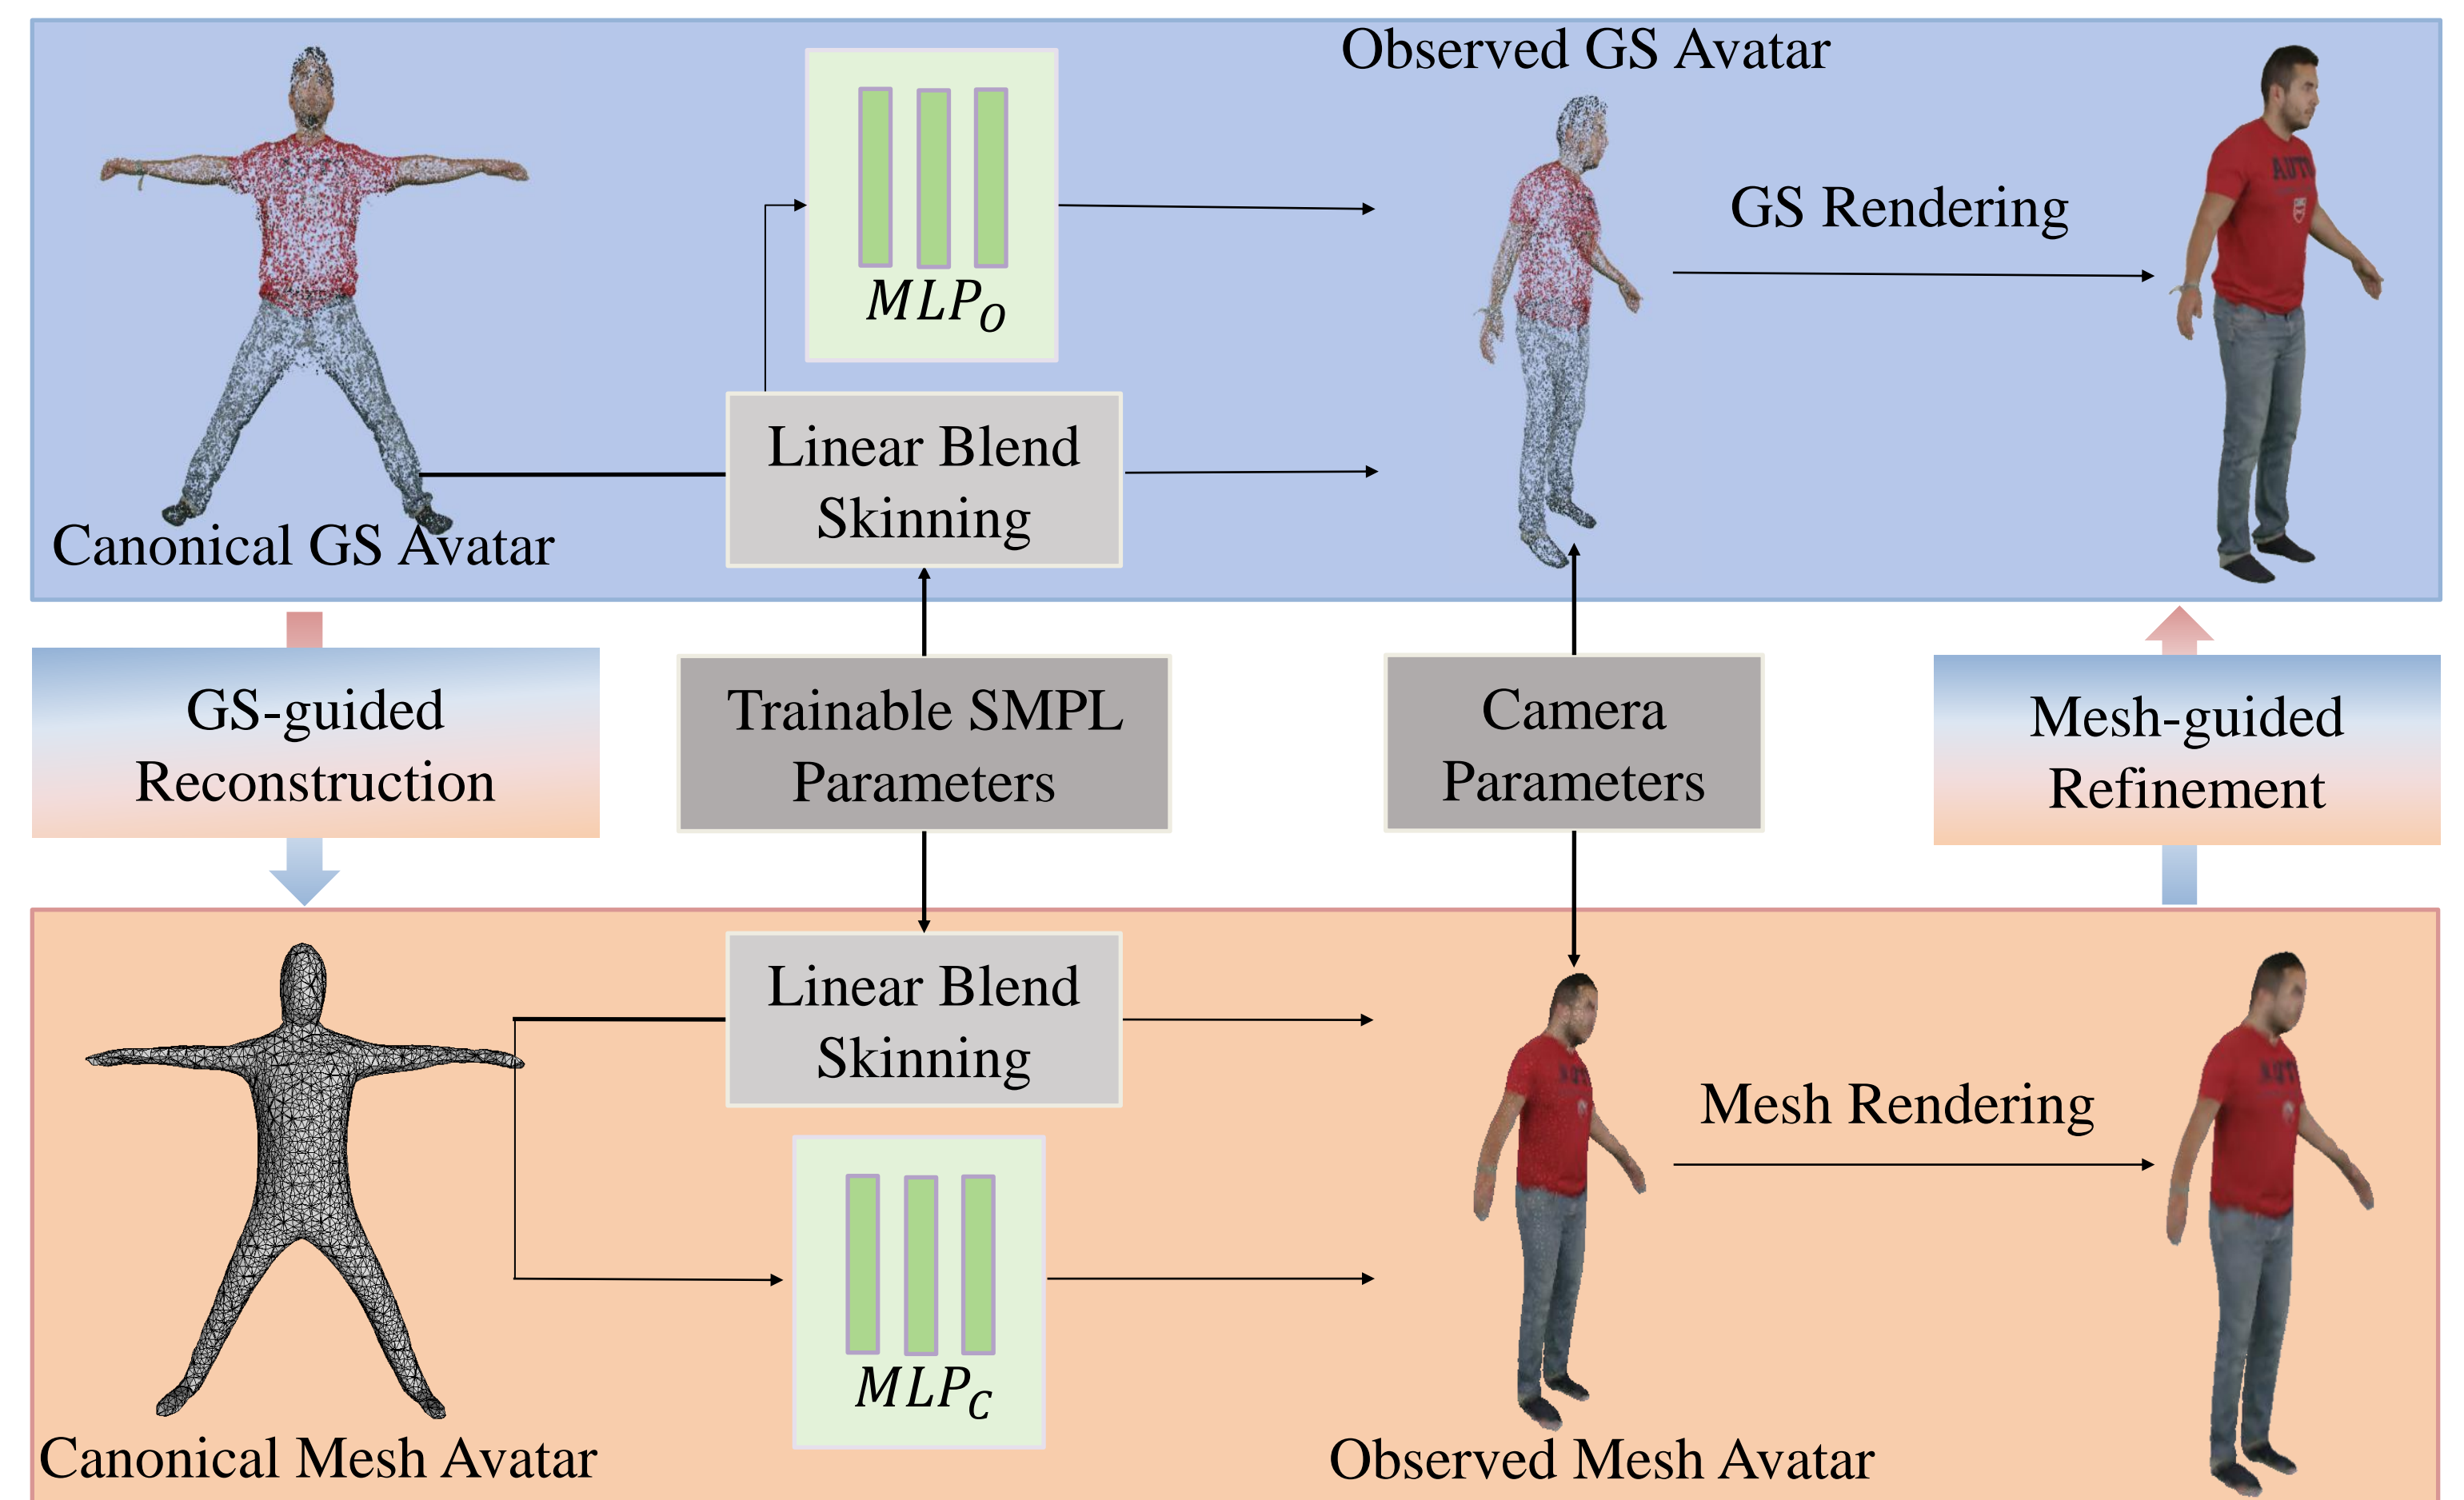 Observed GS Avatar
MLP_O
GS Rendering
Linear Blend
Skinning
Canonical GS Avatar
GS-guided
Reconstruction
Trainable SMPL
Parameters
Camera
Parameters
Mesh-guided
Refinement
Linear Blend
Skinning
Mesh Rendering
MLP_C
Canonical Mesh Avatar
Observed Mesh Avatar